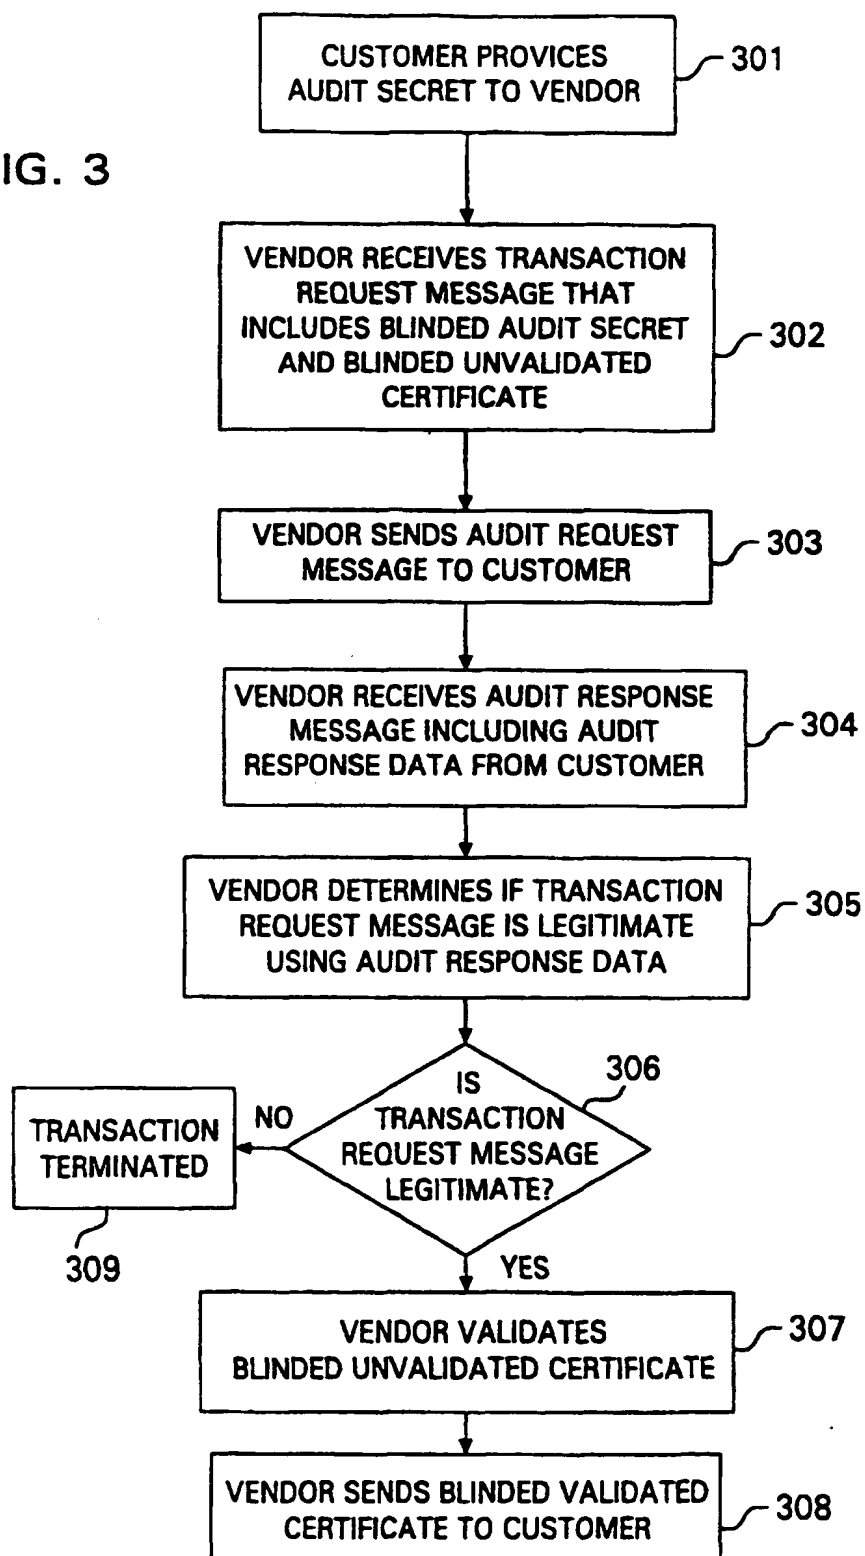 CUSTOMER PROVICES
AUDIT SECRET TO VENDOR
301
IG. 3
VENDOR RECEIVES TRANSACTION
REQUEST MESSAGE THAT
INCLUDES BLINDED AUDIT SECRET
AND BLINDED UNVALIDATED
CERTIFICATE
302
VENDOR SENDS AUDIT REQUEST
MESSAGE TO CUSTOMER
303
VENDOR RECEIVES AUDIT RESPONSE
MESSAGE INCLUDING AUDIT
RESPONSE DATA FROM CUSTOMER
304
VENDOR DETERMINES IF TRANSACTION
REQUEST MESSAGE IS LEGITIMATE
USING AUDIT RESPONSE DATA
305
IS
TRANSACTION
REQUEST MESSAGE
LEGITIMATE?
306
NO
TRANSACTION
TERMINATED
309
YES
VENDOR VALIDATES
BLINDED UNVALIDATED CERTIFICATE
307
VENDOR SENDS BLINDED VALIDATED
CERTIFICATE TO CUSTOMER
308